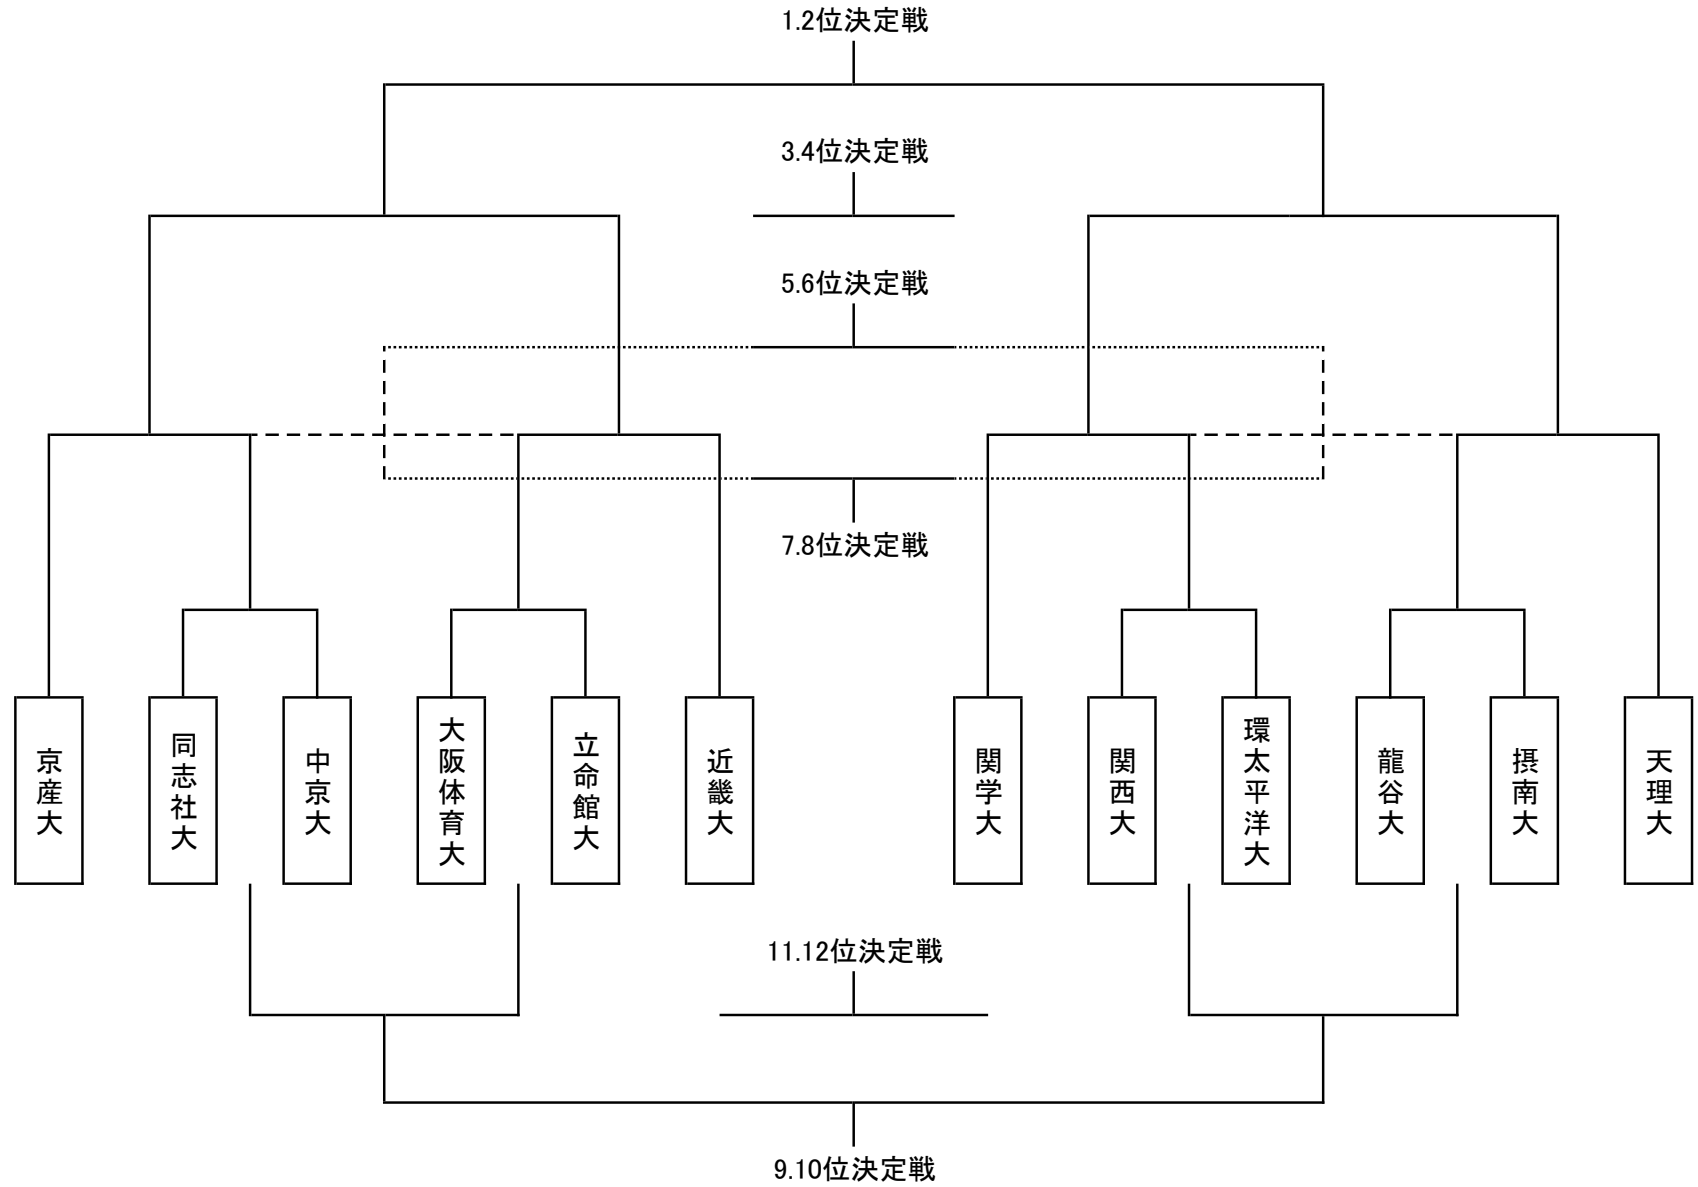 1.2位決定戦
3.4位決定戦
5.6位決定戦
7.8位決定戦
京産大
同志社大
中京大
大阪体育大
立命館大
近畿大
関学大
関西大
環太平洋大
龍谷大
摂南大
天理大
11.12位決定戦
9.10位決定戦